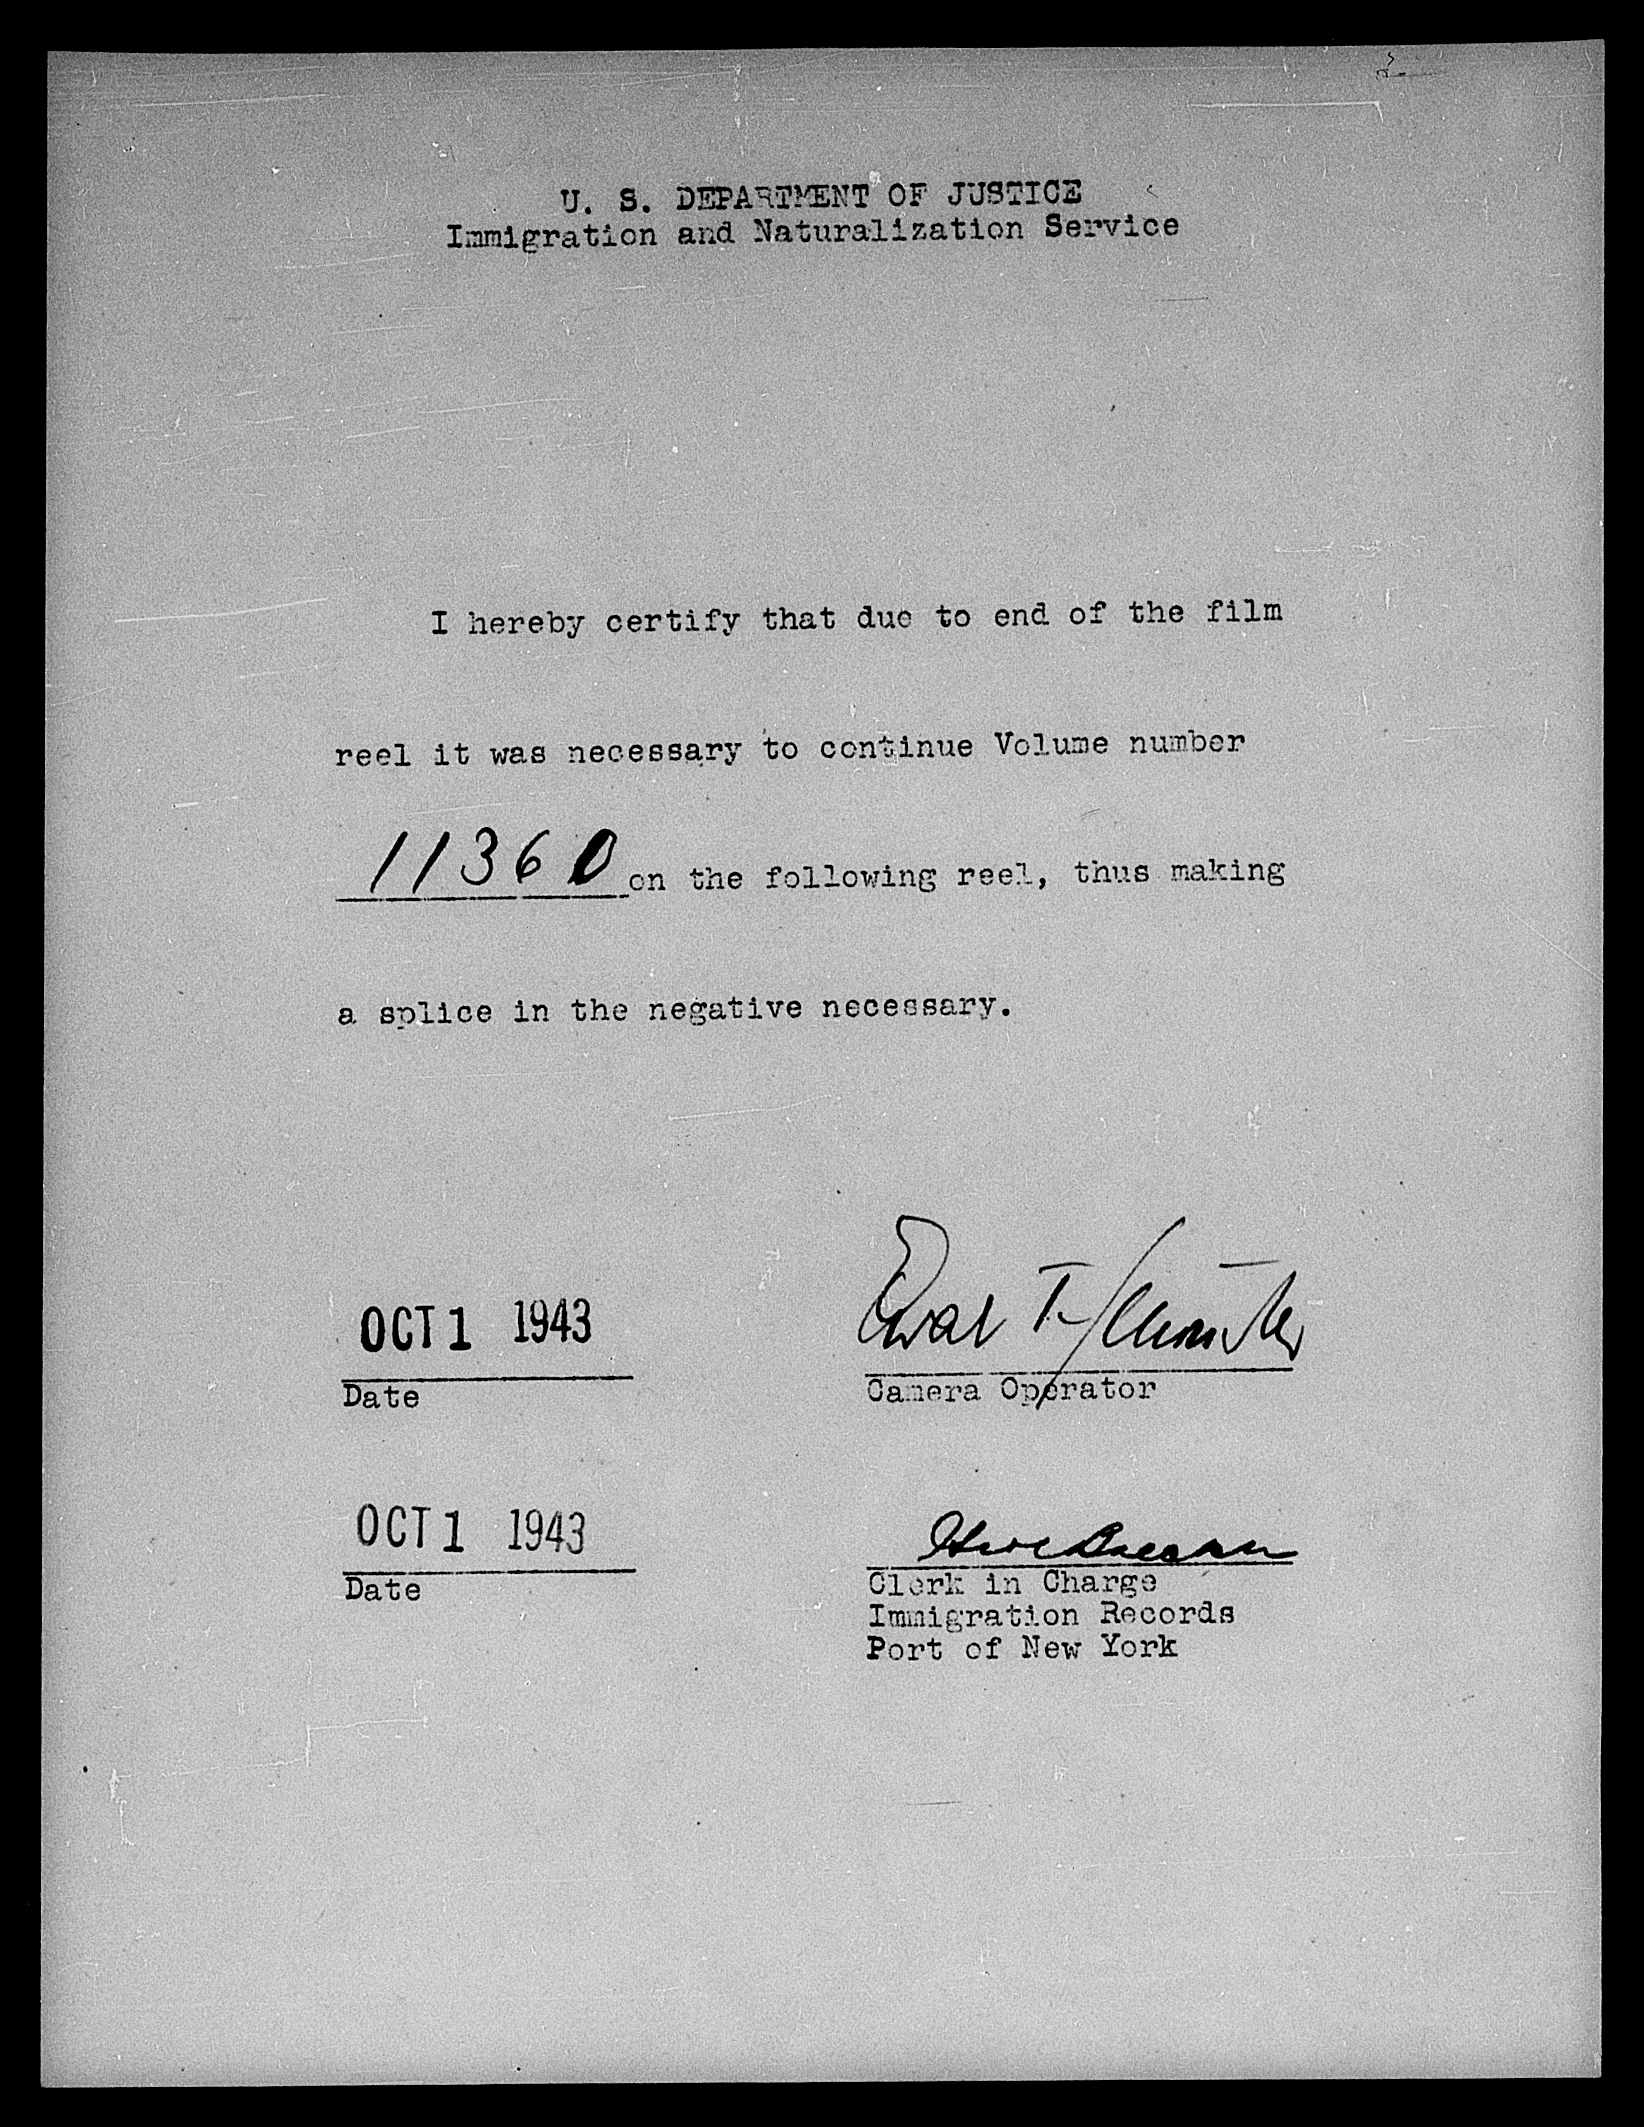 U. S. DEPARTMENT OF JUSTICE
Immigration and Naturalization Service
I hereby certify that due to end of the film
reel it was necessary to continue Volume number
11360 on the following reel, thus making
a splice in the negative necessary.
OCT 1 1943
Date
Camera Operator
OCT 1 1943
Date
Clerk in Charge
Immigration Records
Port of New York